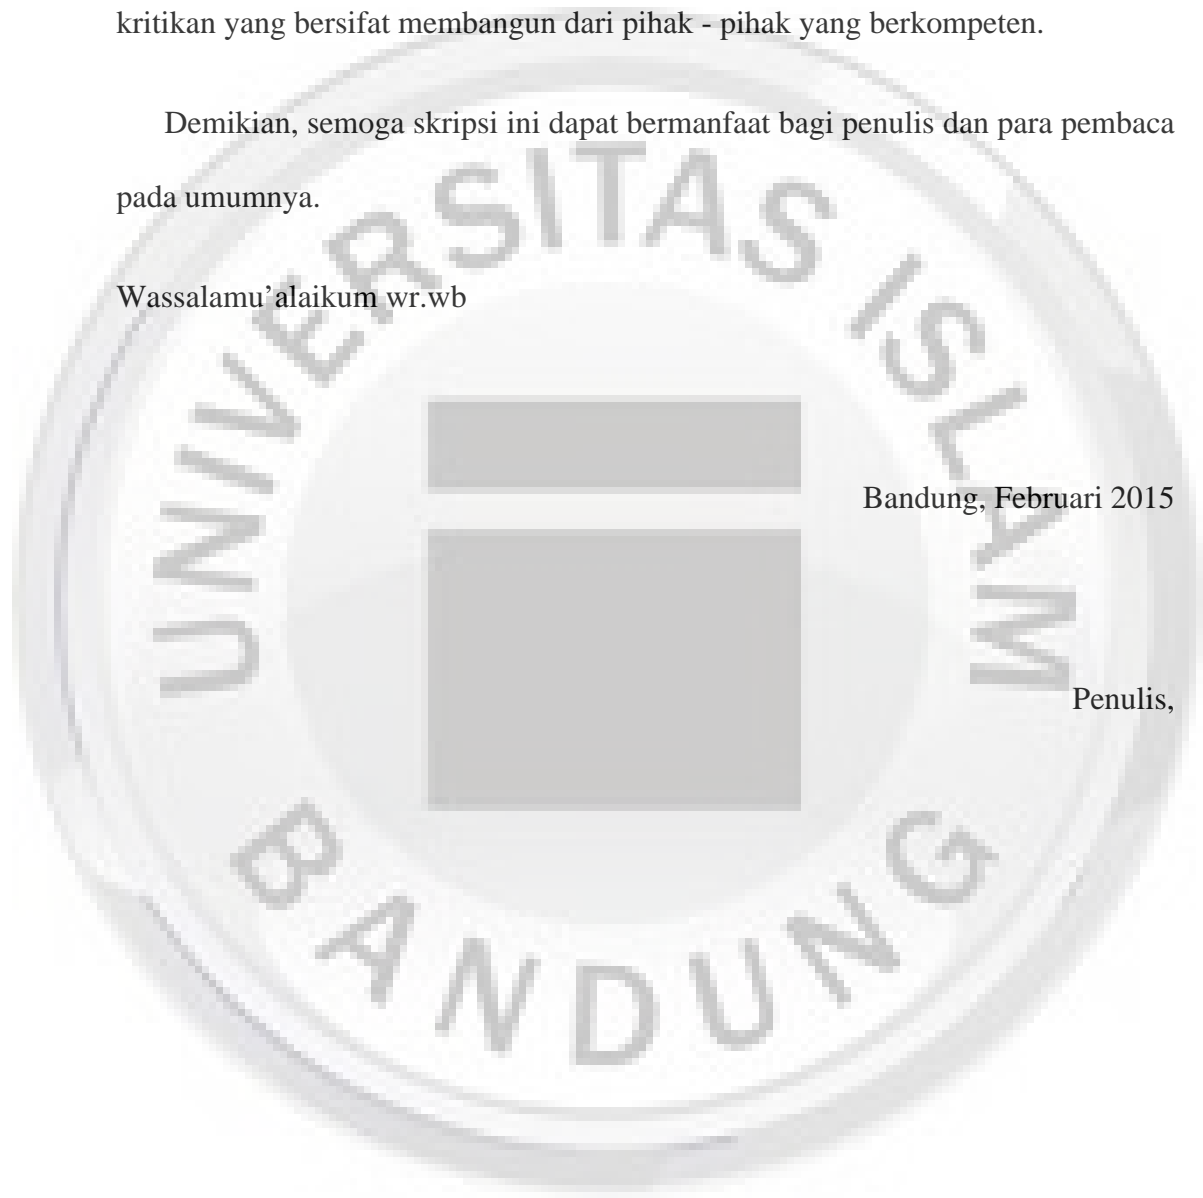 kritikan yang bersifat membangun dari pihak - pihak yang berkompeten.
Demikian, semoga skripsi ini dapat bermanfaat bagi penulis dan para pembaca
pada umumnya.
Wassalamu’alaikum wr.wb
Bandung, Februari 2015
Penulis,
UNIVERSITAS ISLAM
BANDUNG